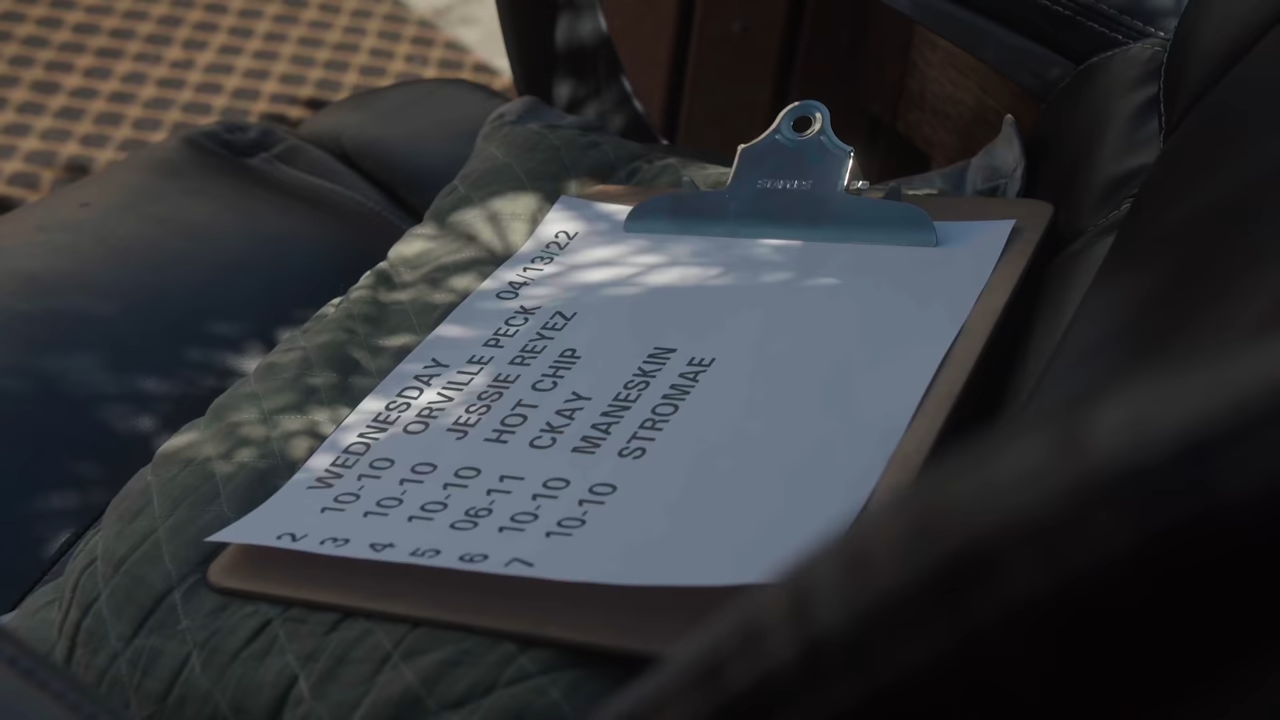 WEDNESDAY 04/13/22
2 10-10 ORVILLE PECK
3 10-10 JESSIE REYEZ
4 10-10 HOT CHIP
5 06-11 CKAY
6 10-10 MANESKIN
7 10-10 STROMAE
STAPLES